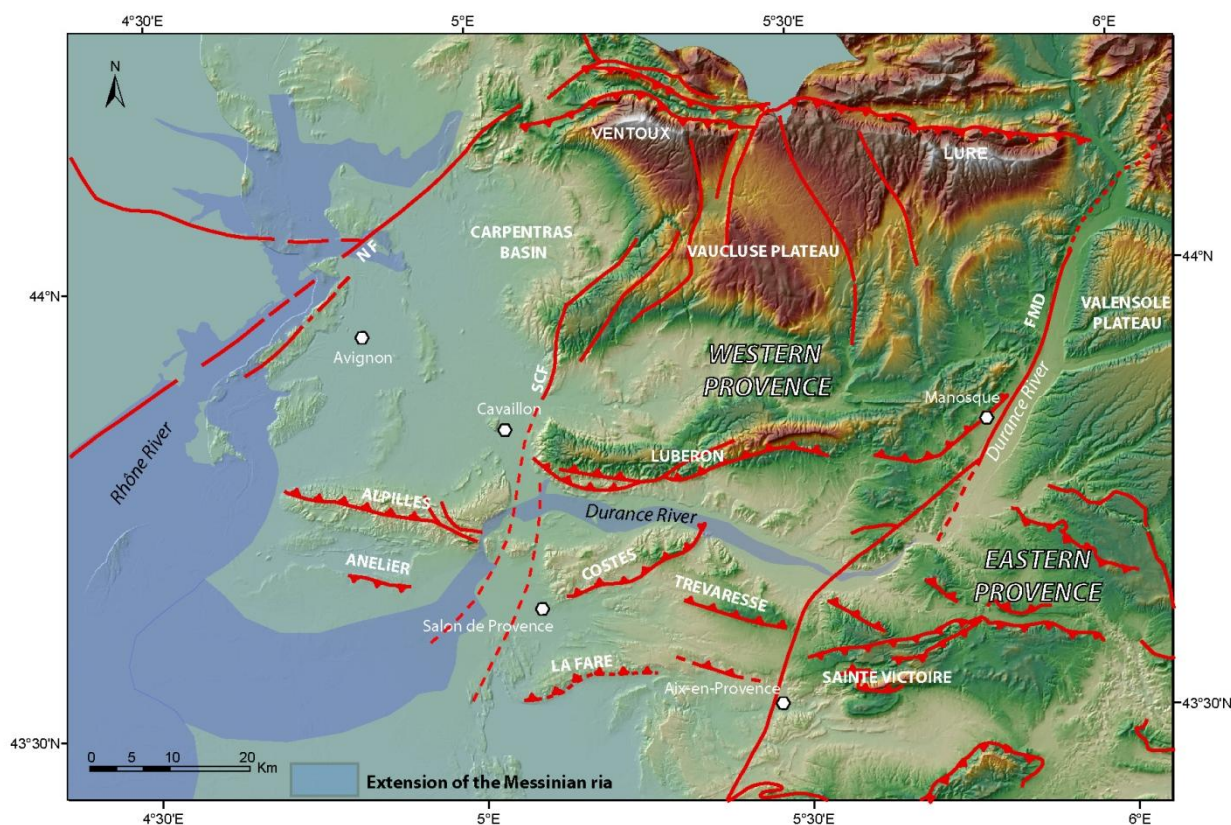 4°30'E 5°E 5°30'E 6°E
N
VENTOUX
LURE
CARPENTRAS
BASIN
VAUCLUSE PLATEAU
NF
44°N
44°N
VALENSOLE
PLATEAU
FMD
Avignon
WESTERN
PROVENCE
SCF
Manosque
Cavaillon
Durance River
LUBERON
Rhône River
ALPILLES
Durance River
ANELiER
COSTES
EASTERN
PROVENCE
TREVARESSE
Salon de Provence
LA FARE
Aix-en-Provence
SAINTE VICTOIRE
43°30'N
43°30'N
0 5 10 20
Km
Extension of the Messinian ria
4°30'E 5°E 5°30'E 6°E